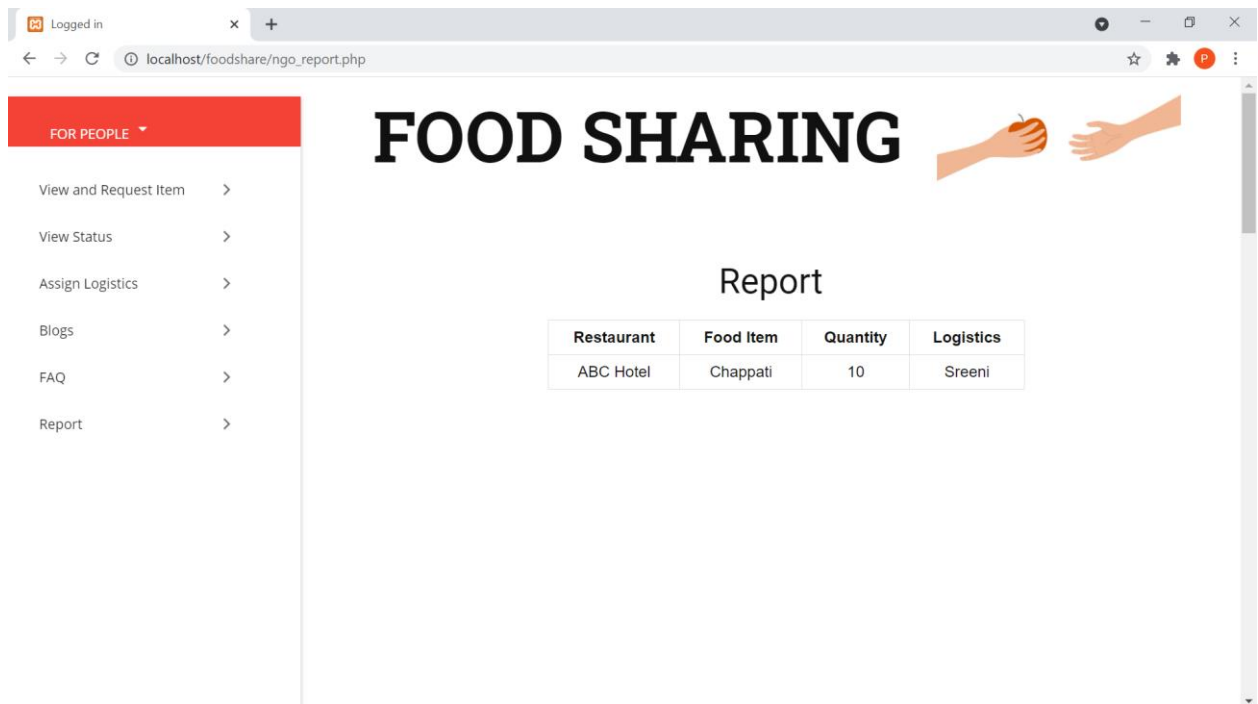 Logged in
localhost/foodshare/ngo_report.php
P
FOR PEOPLE
FOOD SHARING
View and Request Item
View Status
Assign Logistics
Blogs
FAQ
Report
Report
Restaurant Food Item Quantity Logistics
ABC Hotel Chappati 10 Sreeni